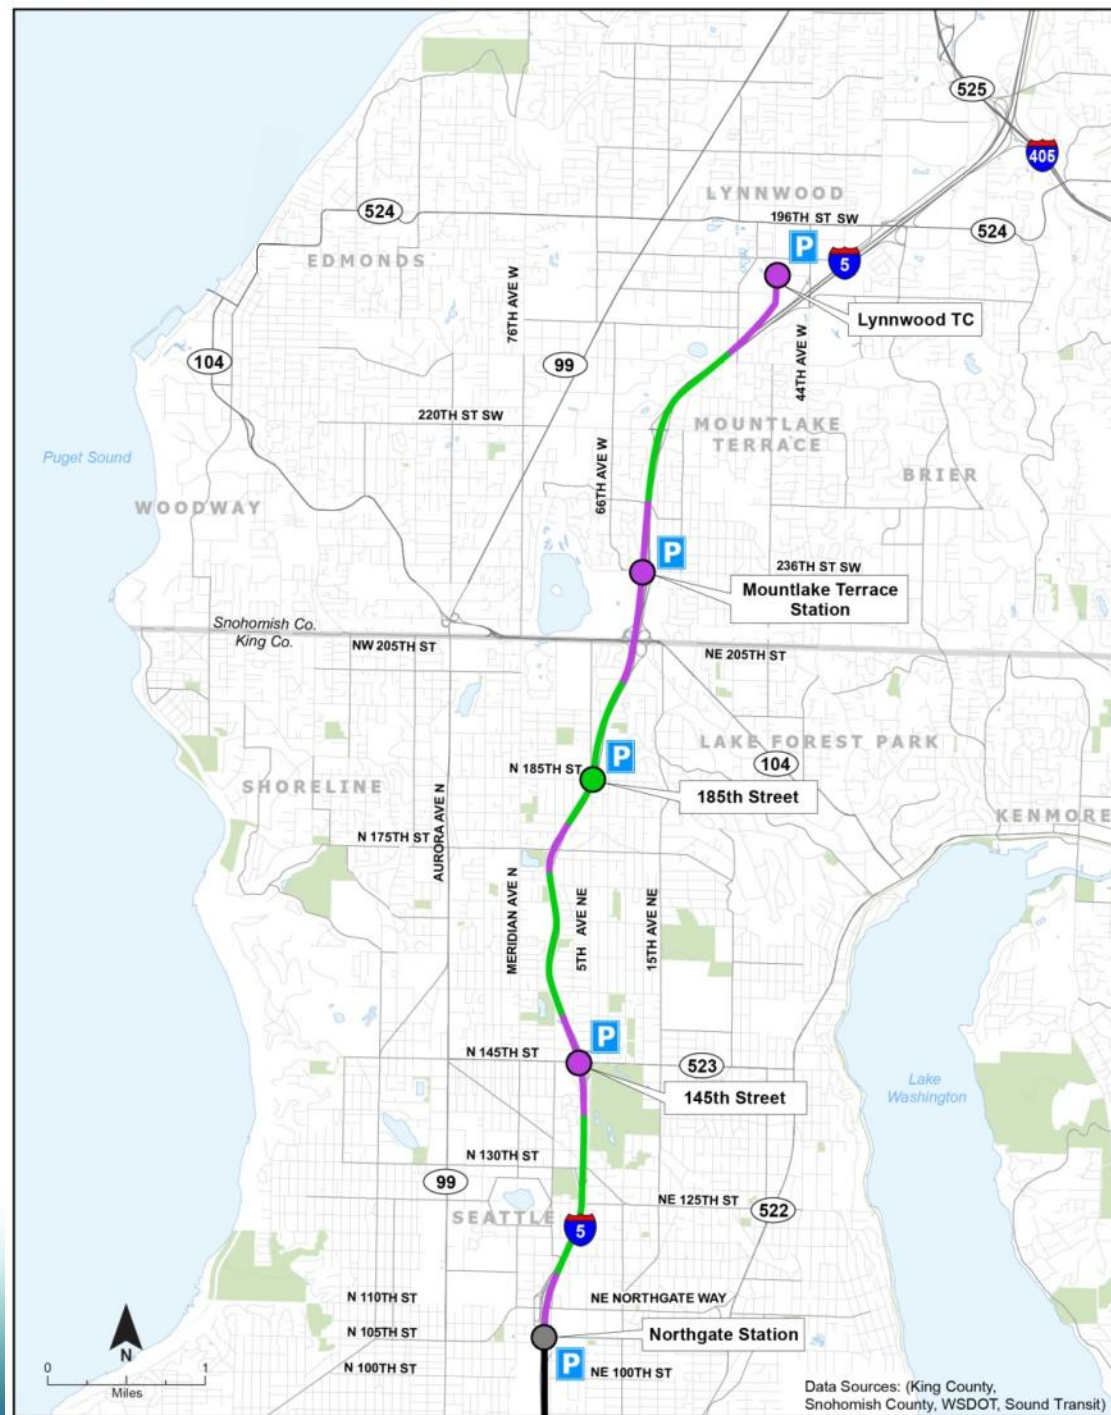 525
405
LYNNWOOD
524
196TH ST SW
524
P
5
EDMONDS
76TH AVE W
Lynnwood TC
104
99
44TH AVE W
220TH ST SW
MOUNTLAKE
TERRACE
66TH AVE W
Puget Sound
BRIER
WOODWAY
P
236TH ST SW
Mountlake Terrace
Station
Snohomish Co.
King Co.
NW 205TH ST
NE 205TH ST
LAKE FOREST PARK
P
N 185TH ST
104
SHORELINE
185th Street
KENMORE
AURORA AVE N
N 175TH ST
MERIDIAN AVE N
5TH AVE NE
15TH AVE NE
P
N 145TH ST
523
Lake
Washington
145th Street
N 130TH ST
99
NE 125TH ST
522
SEATTLE
5
N 110TH ST
NE NORTHGATE WAY
N 105TH ST
Northgate Station
N 100TH ST
P
NE 100TH ST
N
0 1
Miles
Data Sources: (King County,
Snohomish County, WSDOT, Sound Transit)